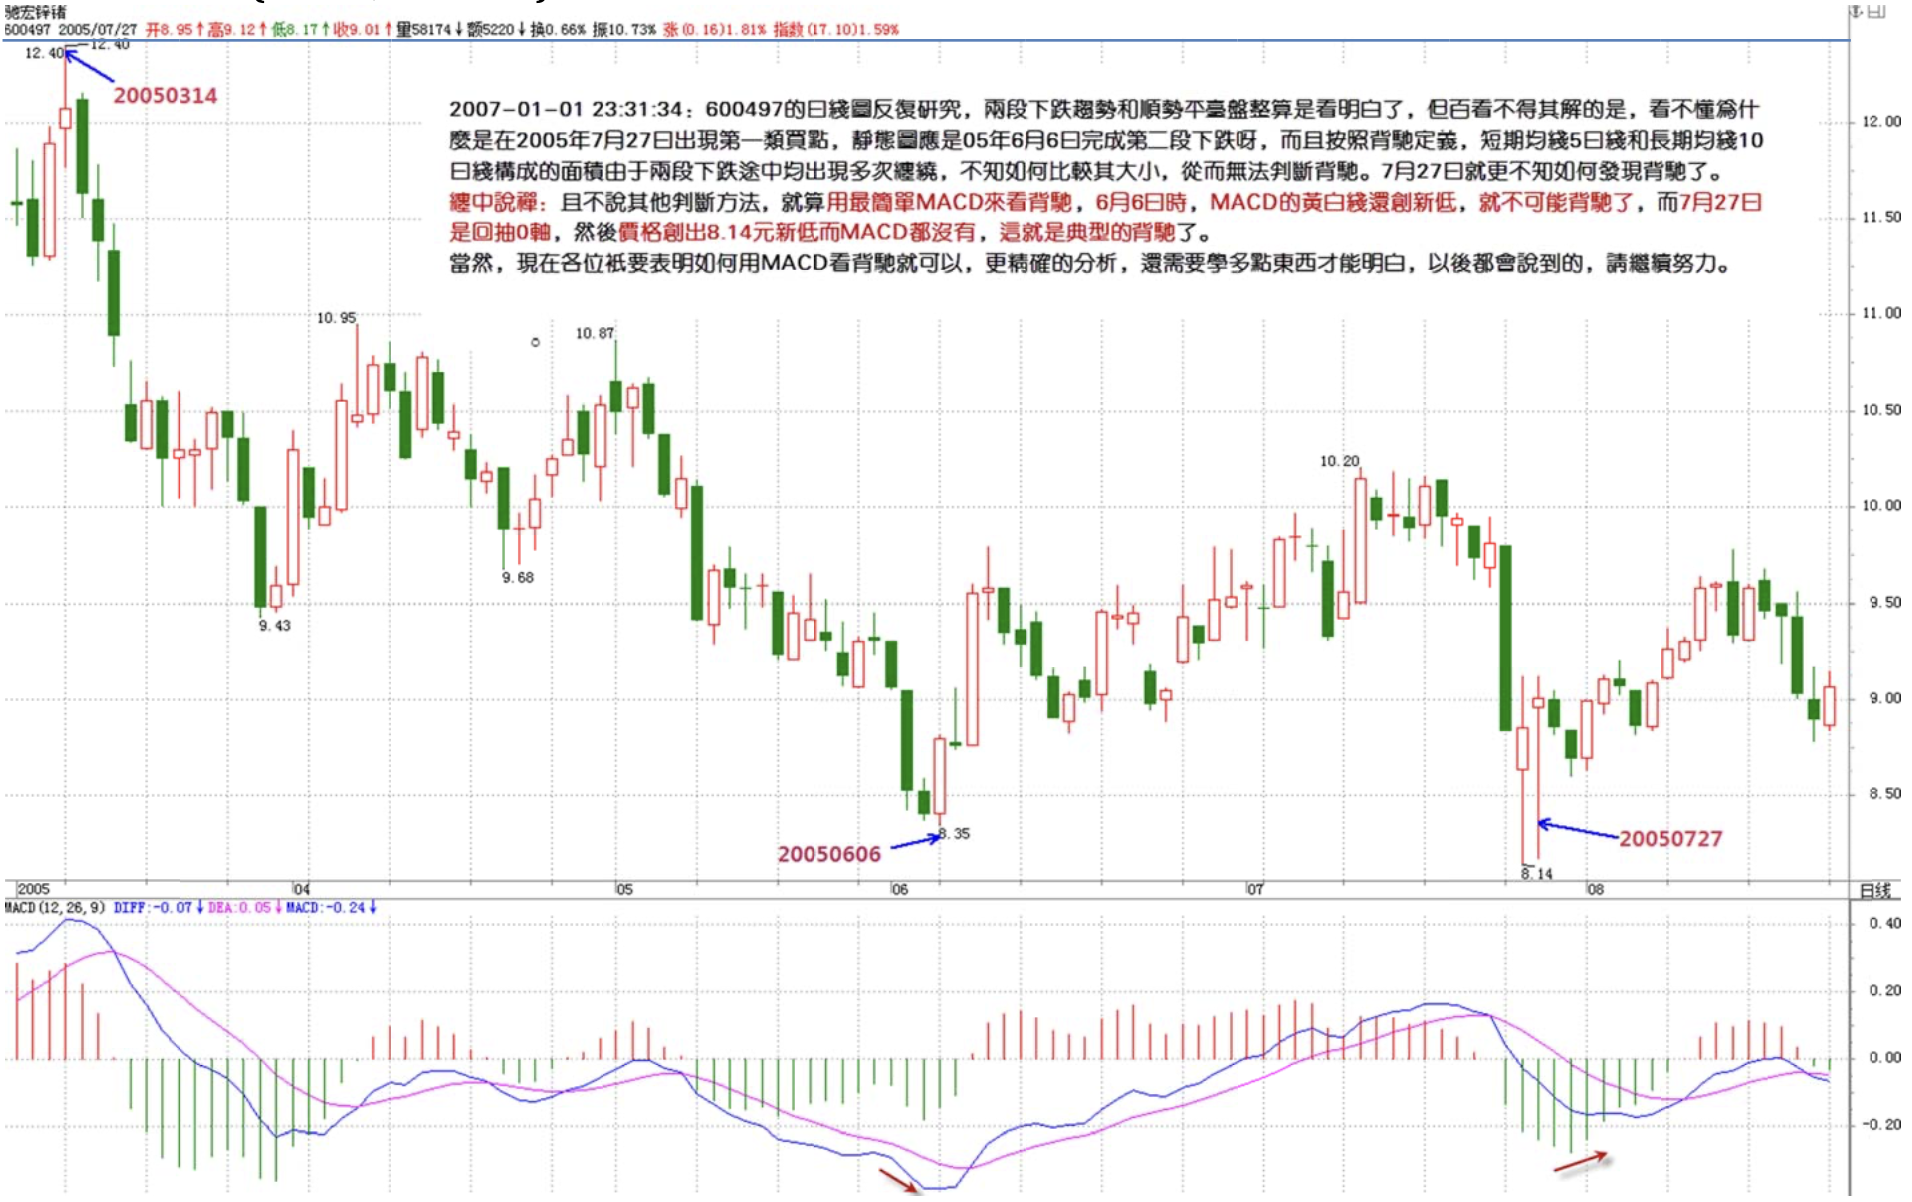 驰宏锌锗
600497 2005/07/27 开8.95↑高9.12↑低8.17↑收9.01↑量58174↓额5220↓换0.66% 振10.73% 涨(0.16)1.81% 指数(17.10)1.59%
12.40
12.40
20050314
2007-01-01 23:31:34：600497的日綫圖反復研究，兩段下跌趨勢和順勢平臺盤整算是看明白了，但百看不得其解的是，看不懂爲什
麽是在2005年7月27日出現第一類買點，靜態圖應是05年6月6日完成第二段下跌呀，而且按照背馳定義，短期均綫5日綫和長期均綫10
日綫構成的面積由于兩段下跌途中均出現多次纏繞，不知如何比較其大小，從而無法判斷背馳。7月27日就更不知如何發現背馳了。
纏中說禪：且不說其他判斷方法，就算用最簡單MACD來看背馳，6月6日時，MACD的黃白綫還創新低，就不可能背馳了，而7月27日
是回抽0軸，然後價格創出8.14元新低而MACD都沒有，這就是典型的背馳了。
當然，現在各位衹要表明如何用MACD看背馳就可以，更精確的分析，還需要學多點東西才能明白，以後都會說到的，請繼續努力。
12.00
11.50
11.00
10.50
10.00
9.50
9.00
8.50
10.95
10.87
10.20
9.68
9.43
8.35
20050606
20050727
8.14
2005 04 05 06 07 08 日线
MACD(12,26,9) DIFF:-0.07↓ DEA:0.05↓ MACD:-0.24↓
0.40
0.20
0.00
-0.20